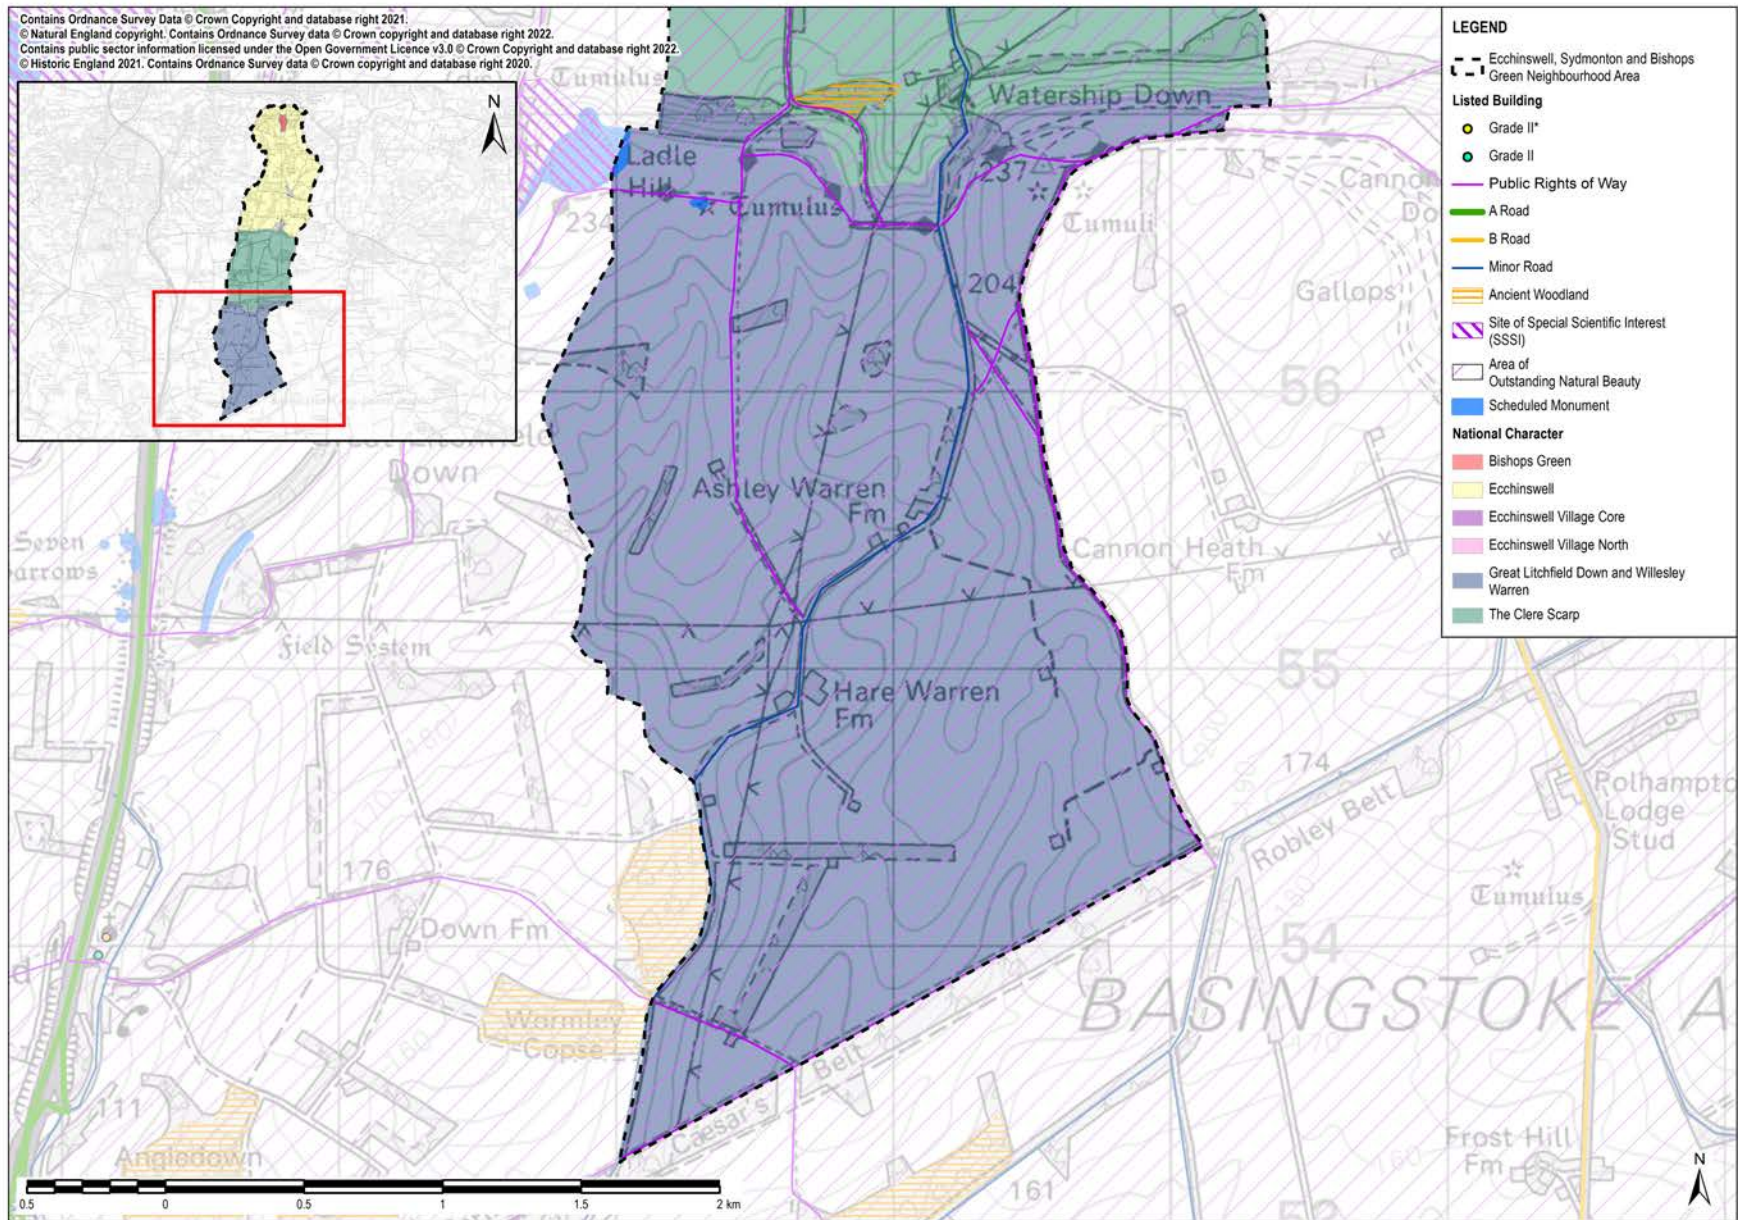 Contains Ordnance Survey Data © Crown Copyright and database right 2021.
© Natural England copyright. Contains Ordnance Survey data © Crown copyright and database right 2022.
Contains public sector information licensed under the Open Government Licence v3.0 © Crown Copyright and database right 2022.
© Historic England 2021. Contains Ordnance Survey data © Crown copyright and database right 2020.
N
LEGEND
Ecchinswell, Sydmonton and Bishops
Green Neighbourhood Area
Listed Building
Grade II*
Grade II
Public Rights of Way
A Road
B Road
Minor Road
Ancient Woodland
Site of Special Scientific Interest
(SSSI)
Area of
Outstanding Natural Beauty
Scheduled Monument
National Character
Bishops Green
Ecchinswell
Ecchinswell Village Core
Ecchinswell Village North
Great Litchfield Down and Willesley
Warren
The Clere Scarp
Tumulus
Watership Down
57
Ladle
Hill
237
Cannon
Do
234
Tumulus
Tumuli
204
Gallops
56
Great Litchfield
Down
Ashley Warren
Fm
Seven
arrows
Cannon Heath
Fm
Field System
55
Hare Warren
Fm
174
Polhampto
Lodge
Stud
Robley Belt
176
Tumulus
Down Fm
54
BASINGSTOKE A
Wormley
Copse
Belt
Caesar's
111
Angledown
Frost Hill
Fm
160
161
N
0.5 0 0.5 1 1.5 2 km